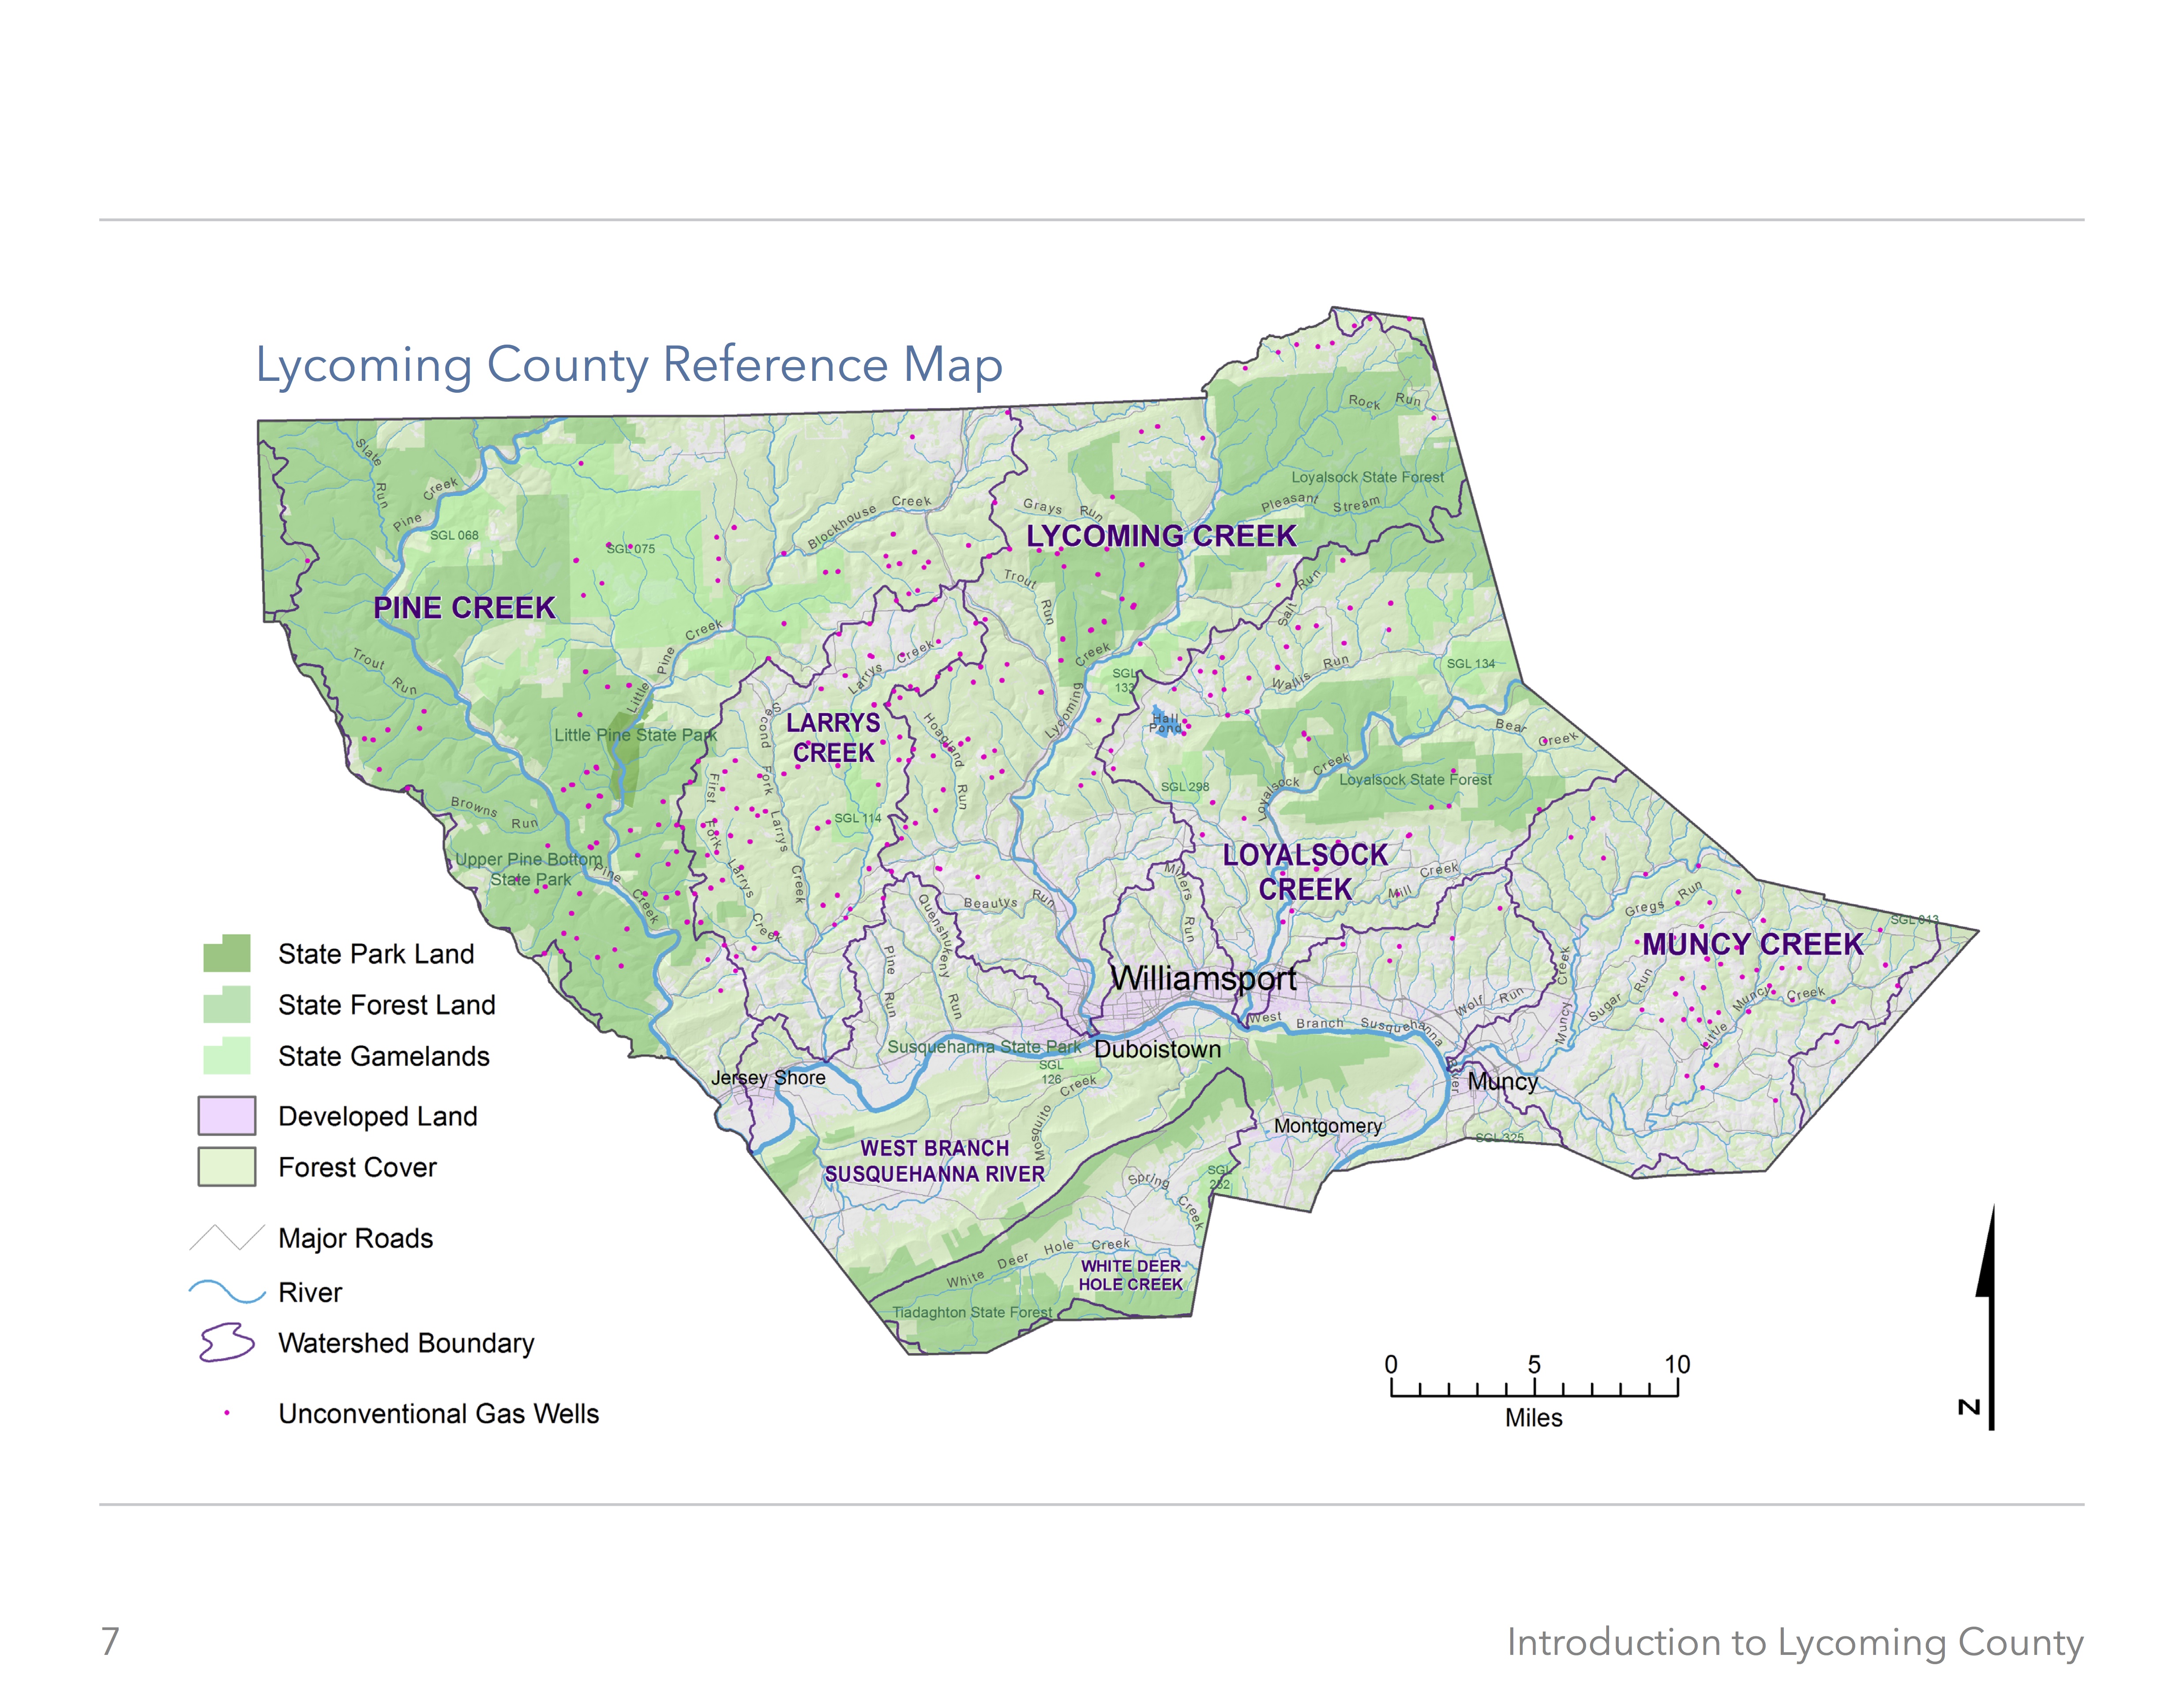 Lycoming County Reference Map
Rock Run
Slate Run
Pine Creek
Loyalsock State Forest
Pleasant Stream
Blockhouse Creek
Grays Run
SGL 068
SGL 075
LYCOMING CREEK
Trout Run
Salt Run
PINE CREEK
Little Pine Creek
Larrys Creek
Lycoming Creek
Trout Run
SGL
133
Wallis Run
SGL 134
Little Pine State Park
LARRYS
CREEK
Second Fork Larrys Creek
First Fork Larrys Creek
Hoagland Run
Hall
Pond
Bear Creek
SGL 298
Loyalsock Creek
Loyalsock State Forest
Browns Run
SGL 114
Upper Pine Bottom
State Park
Pine Creek
LOYALSOCK
CREEK
Mill Creek
Millers Run
Beautys Run
Quenshukeny Run
Pine Run
Gregs Run
SGL 013
MUNCY CREEK
Muncy Creek
Sugar Run
Little Muncy Creek
Wolf Run
Williamsport
West Branch Susquehanna River
Susquehanna State Park
Duboistown
SGL
126
Jersey Shore
Mosquito Creek
Muncy
Montgomery
SGL 325
WEST BRANCH
SUSQUEHANNA RIVER
SGL
252
Spring Creek
White Deer Hole Creek
WHITE DEER
HOLE CREEK
Tiadaghton State Forest
State Park Land
State Forest Land
State Gamelands
Developed Land
Forest Cover
Major Roads
River
Watershed Boundary
Unconventional Gas Wells
0 5 10
Miles
N
7
Introduction to Lycoming County